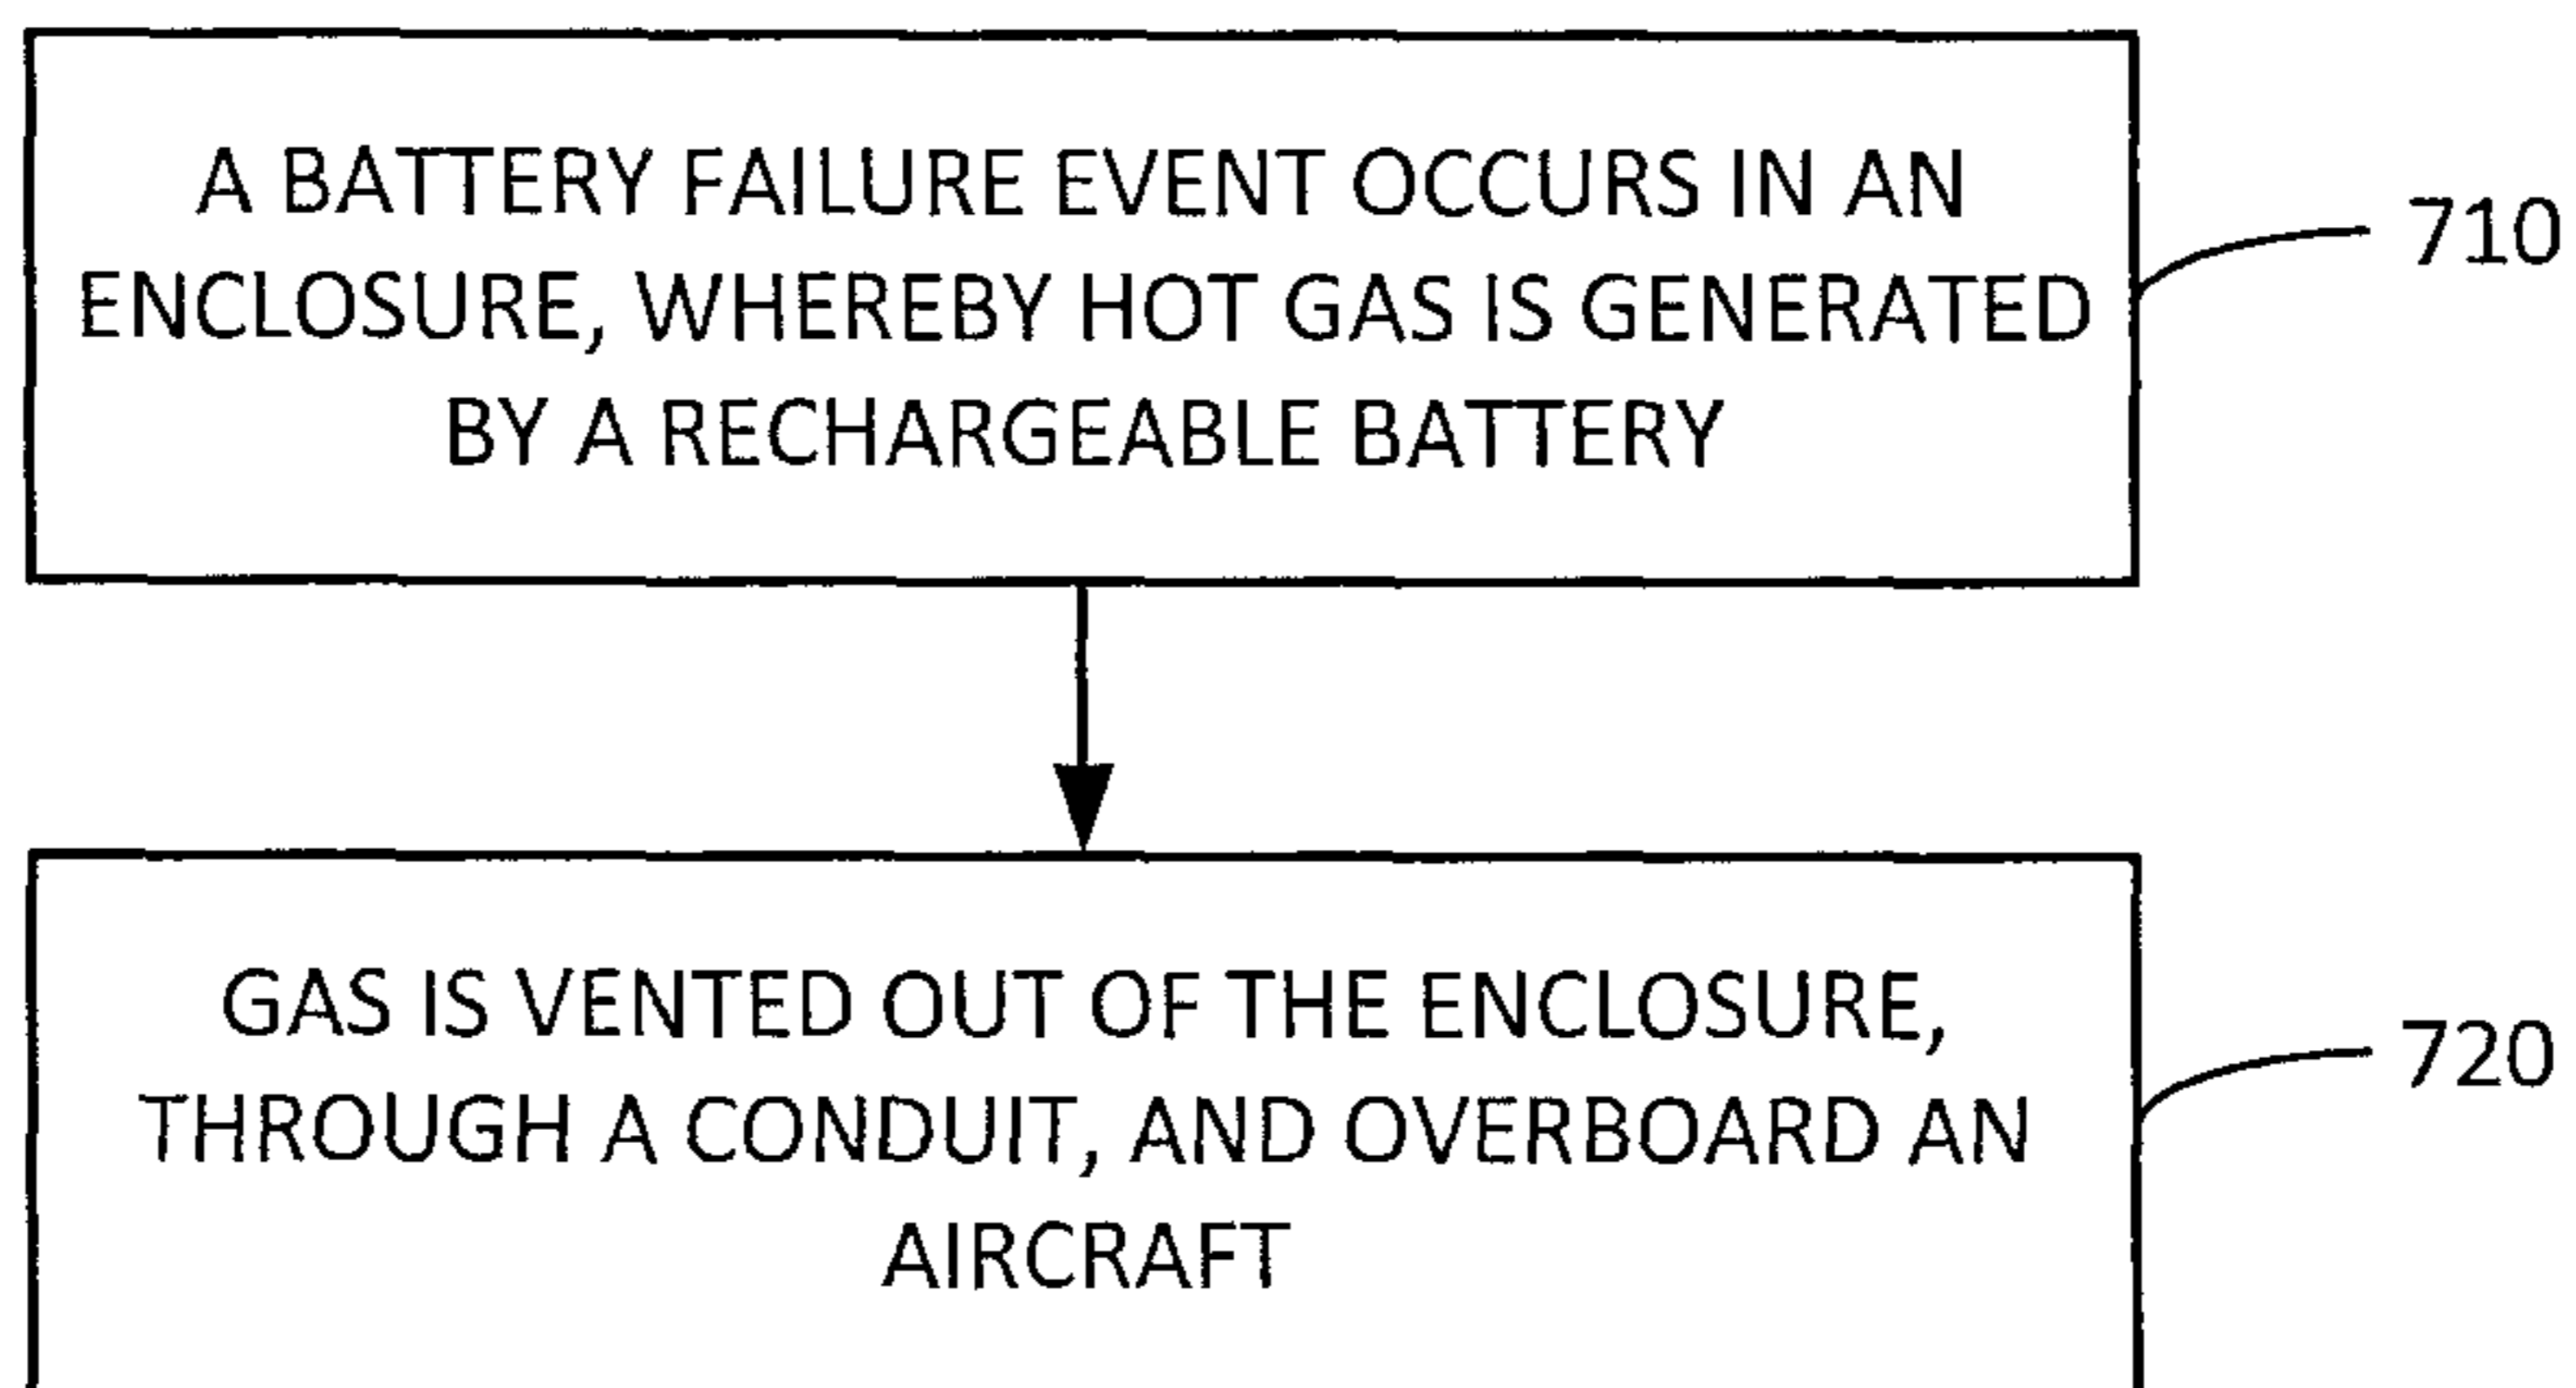 A BATTERY FAILURE EVENT OCCURS IN AN
ENCLOSURE, WHEREBY HOT GAS IS GENERATED
BY A RECHARGEABLE BATTERY
710
GAS IS VENTED OUT OF THE ENCLOSURE,
THROUGH A CONDUIT, AND OVERBOARD AN
AIRCRAFT
720